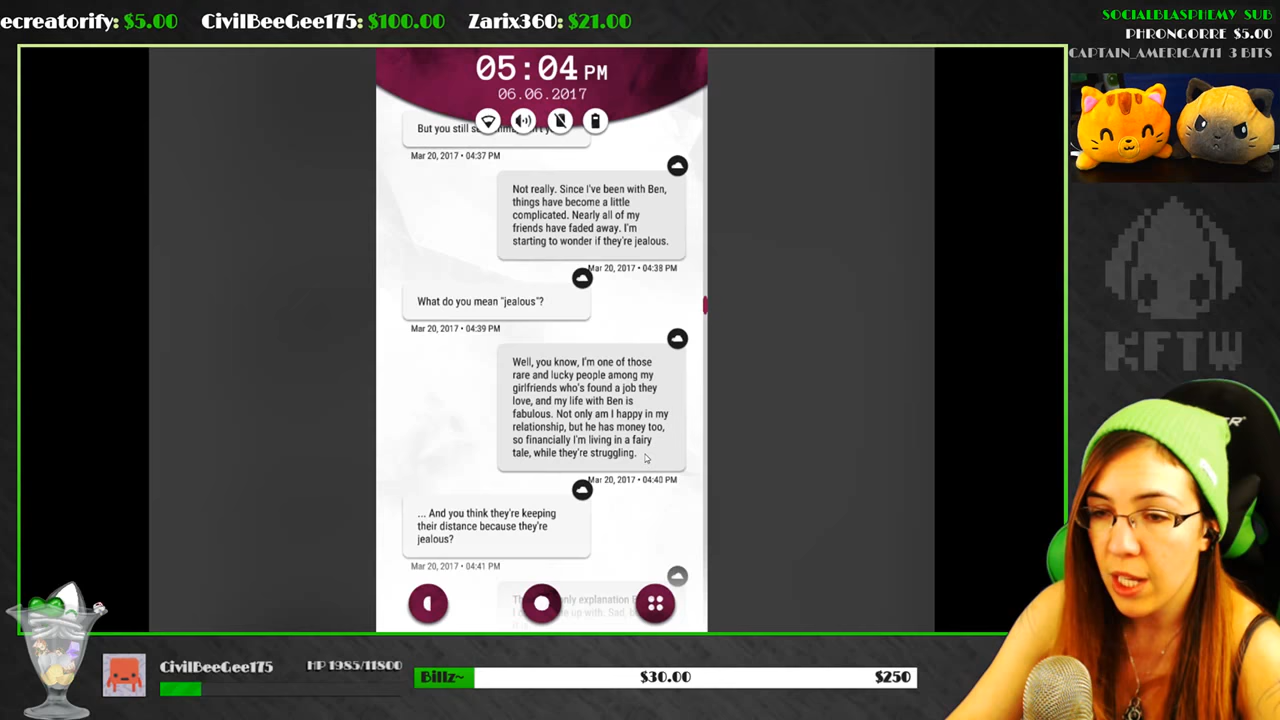 ecreatorify: $5.00 CivilBeeGee175: $100.00 Zarix360: $21.00
SOCIALBLASPHEMY SUB
PHRONGORRE $5.00
CAPTAIN_AMERICA711 3 BITS
05:04 PM
06.06.2017
But you still
Mar 20, 2017 • 04:37 PM
Not really. Since I've been with Ben,
things have become a little
complicated. Nearly all of my
friends have faded away. I'm
starting to wonder if they're jealous.
Mar 20, 2017 • 04:38 PM
What do you mean "jealous"?
Mar 20, 2017 • 04:39 PM
Well, you know, I'm one of those
rare and lucky people among my
girlfriends who's found a job they
love, and my life with Ben is
fabulous. Not only am I happy in my
relationship, but he has money too,
so financially I'm living in a fairy
tale, while they're struggling.
Mar 20, 2017 • 04:40 PM
... And you think they're keeping
their distance because they're
jealous?
Mar 20, 2017 • 04:41 PM
only explanation
up with. Sad,
KFTW
CivilBeeGee175 HP 1985/11800
Billz~ $30.00 $250